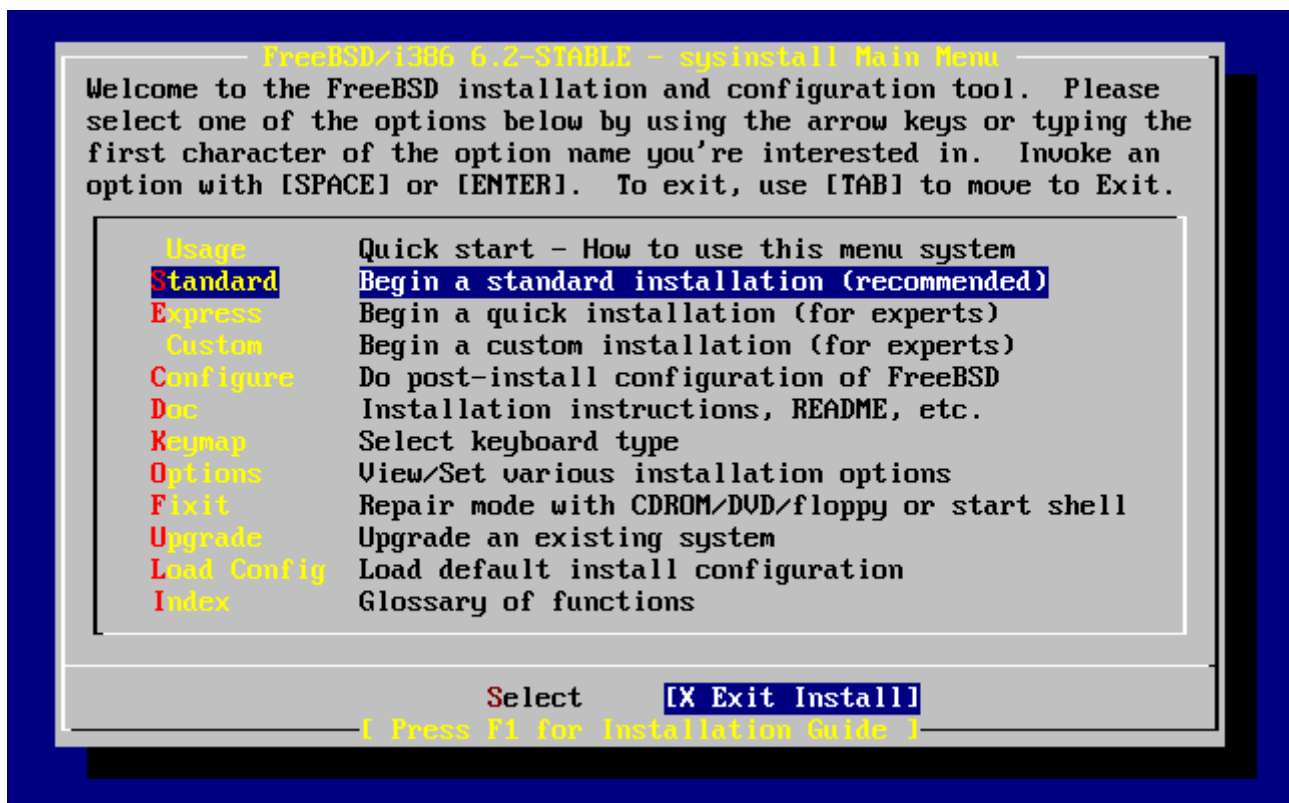 FreeBSD/i386 6.2-STABLE - sysinstall Main Menu
Welcome to the FreeBSD installation and configuration tool.  Please
select one of the options below by using the arrow keys or typing the
first character of the option name you're interested in.  Invoke an
option with [SPACE] or [ENTER].  To exit, use [TAB] to move to Exit.
Usage Quick start - How to use this menu system
Standard Begin a standard installation (recommended)
Express Begin a quick installation (for experts)
Custom Begin a custom installation (for experts)
Configure Do post-install configuration of FreeBSD
Doc Installation instructions, README, etc.
Keymap Select keyboard type
Options View/Set various installation options
Fixit Repair mode with CDROM/DVD/floppy or start shell
Upgrade Upgrade an existing system
Load Config Load default install configuration
Index Glossary of functions
Select [X Exit Install]
[ Press F1 for Installation Guide ]